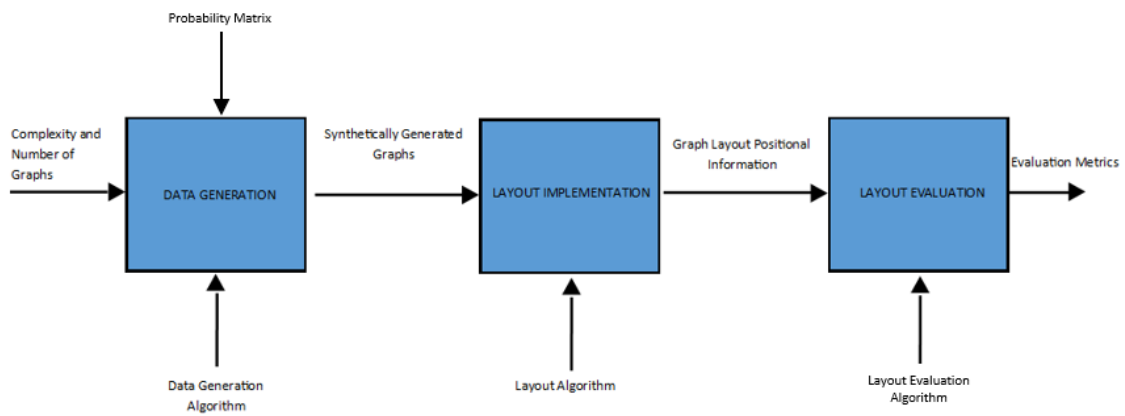 Probability Matrix
Complexity and
Number of
Graphs
DATA GENERATION
Synthetically Generated
Graphs
LAYOUT IMPLEMENTATION
Graph Layout Positional
Information
LAYOUT EVALUATION
Evaluation Metrics
Data Generation
Algorithm
Layout Algorithm
Layout Evaluation
Algorithm